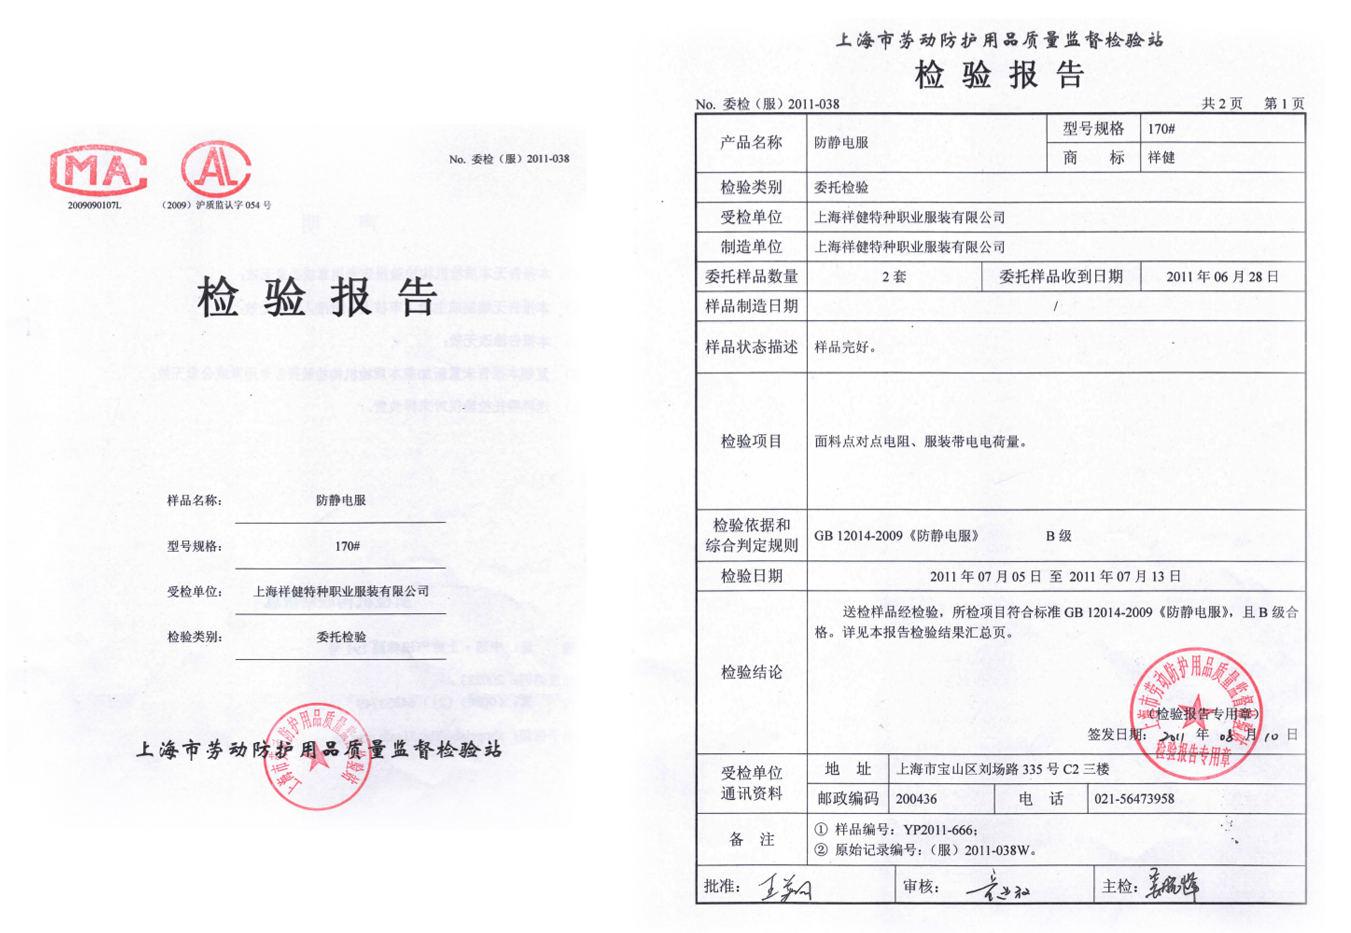 MA
2009090107L
AL
（2009）沪质监认字 054 号
No. 委检（服）2011-038
检验报告
样品名称： 防静电服
型号规格： 170#
受检单位： 上海祥健特种职业服装有限公司
检验类别： 委托检验
上海市劳动防护用品质量监督检验站
上海市劳动防护用品质量监督检验站
上海市劳动防护用品质量监督检验站
检验报告
No. 委检（服）2011-038 共 2 页 第 1 页
产品名称 防静电服 型号规格 170#
商 标 祥健
检验类别 委托检验
受检单位 上海祥健特种职业服装有限公司
制造单位 上海祥健特种职业服装有限公司
委托样品数量 2 套 委托样品收到日期 2011 年 06 月 28 日
样品制造日期 /
样品状态描述 样品完好。
检验项目 面料点对点电阻、服装带电电荷量。
检验依据和
综合判定规则 GB 12014-2009《防静电服》 B 级
检验日期 2011 年 07 月 05 日 至 2011 年 07 月 13 日
检验结论 送检样品经检验，所检项目符合标准 GB 12014-2009《防静电服》，且 B 级合
格。详见本报告检验结果汇总页。
上海市劳动防护用品质量监督检验站
（检验报告专用章）
签发日期： 2011 年 08 月 10 日
检验报告专用章
受检单位
通讯资料 地 址 上海市宝山区刘场路 335 号 C2 三楼
邮政编码 200436 电 话 021-56473958
备 注 ① 样品编号：YP2011-666；
② 原始记录编号：（服）2011-038W。
批准： 审核： 主检：